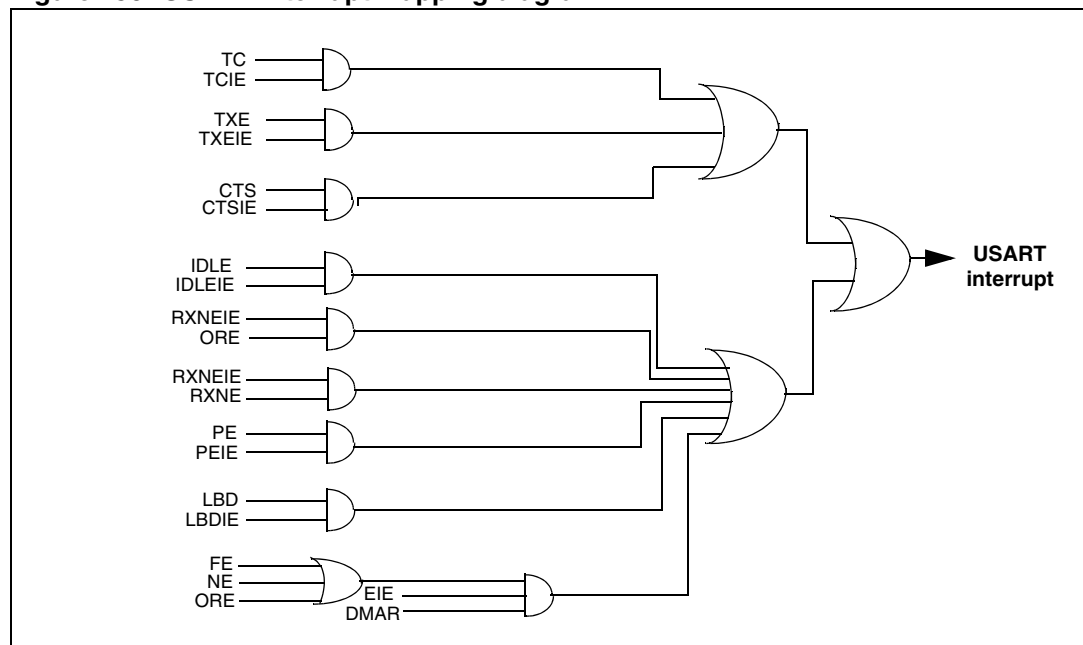 TC
TCIE
TXE
TXEIE
CTS
CTSIE
IDLE
IDLEIE
RXNEIE
ORE
RXNEIE
RXNE
PE
PEIE
LBD
LBDIE
FE
NE
ORE
EIE
DMAR
USART
interrupt